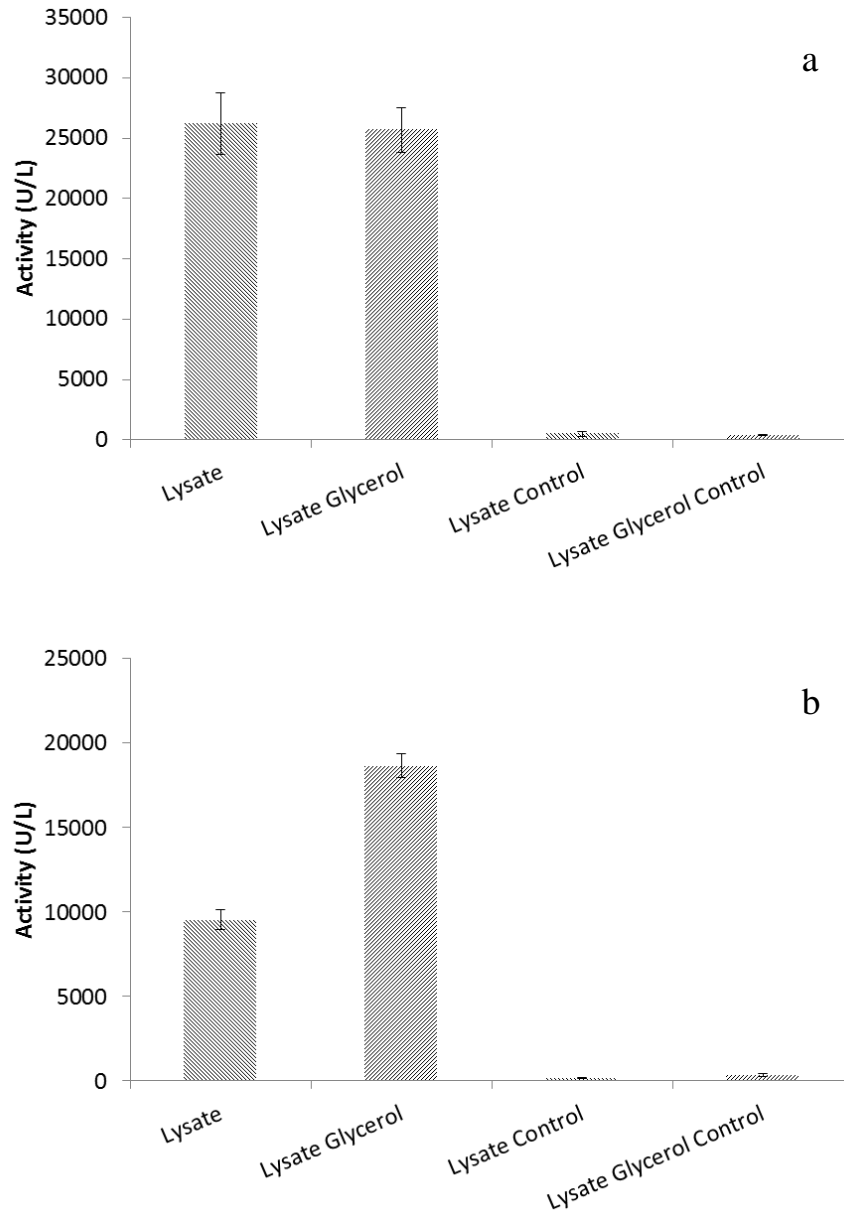 a
35000
30000
25000
20000
15000
10000
5000
0
Activity (U/L)
Lysate
Lysate Glycerol
Lysate Control
Lysate Glycerol Control
b
25000
20000
15000
10000
5000
0
Activity (U/L)
Lysate
Lysate Glycerol
Lysate Control
Lysate Glycerol Control